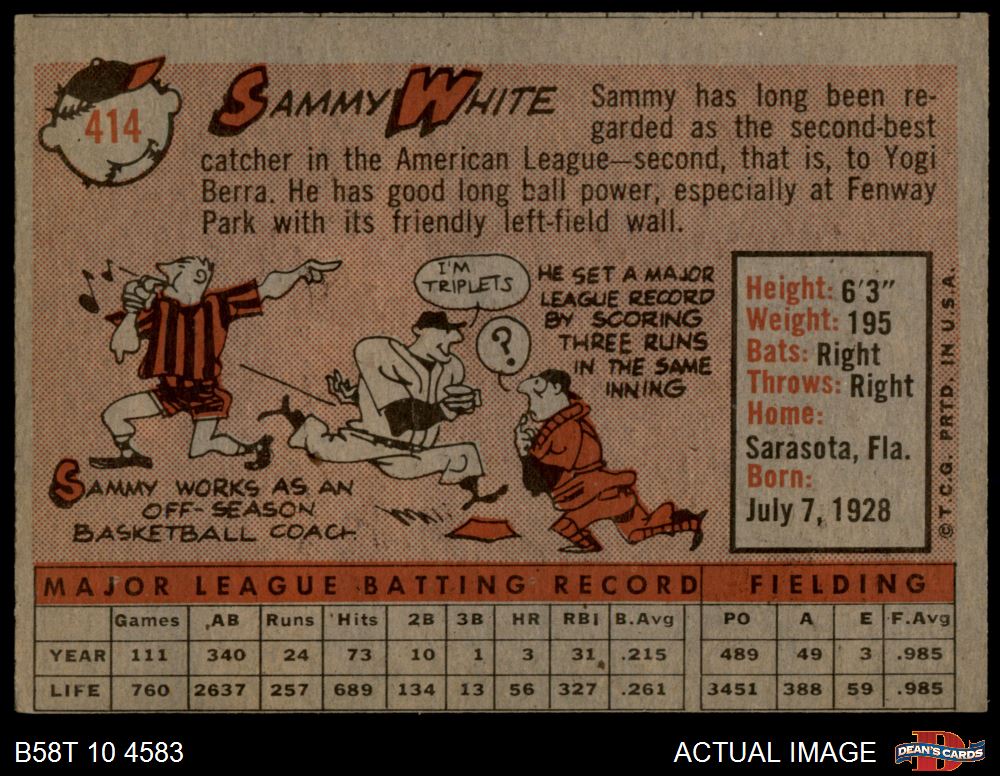 414
SAMMY WHITE
Sammy has long been re-
garded as the second-best
catcher in the American League—second, that is, to Yogi
Berra. He has good long ball power, especially at Fenway
Park with its friendly left-field wall.
I'M
TRIPLETS
?
HE SET A MAJOR
LEAGUE RECORD
BY SCORING
THREE RUNS
IN THE SAME
INNING
SAMMY WORKS AS AN
OFF-SEASON
BASKETBALL COACH
Height: 6'3"
Weight: 195
Bats: Right
Throws: Right
Home:
Sarasota, Fla.
Born:
July 7, 1928
© T.C.G. PRTD. IN U.S.A.
MAJOR LEAGUE BATTING RECORD FIELDING
Games AB Runs Hits 2B 3B HR RBI B.Avg PO A E F.Avg
YEAR 111 340 24 73 10 1 3 31 .215 489 49 3 .985
LIFE 760 2637 257 689 134 13 56 327 .261 3451 388 59 .985
B58T 10 4583
ACTUAL IMAGE
DEAN'S CARDS